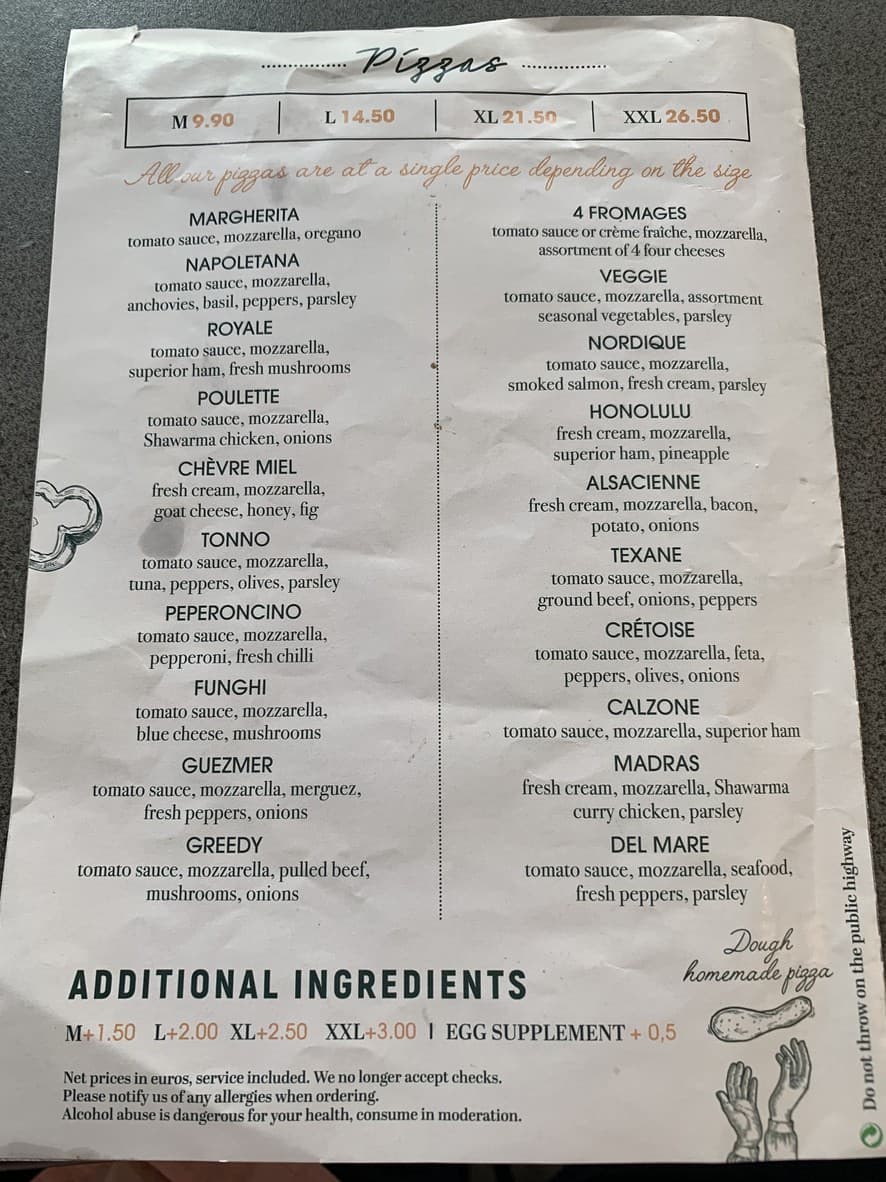 Pizzas
M 9.90 | L 14.50 | XL 21.50 | XXL 26.50
All our pizzas are at a single price depending on the size
MARGHERITA
tomato sauce, mozzarella, oregano
NAPOLETANA
tomato sauce, mozzarella,
anchovies, basil, peppers, parsley
ROYALE
tomato sauce, mozzarella,
superior ham, fresh mushrooms
POULETTE
tomato sauce, mozzarella,
Shawarma chicken, onions
CHÈVRE MIEL
fresh cream, mozzarella,
goat cheese, honey, fig
TONNO
tomato sauce, mozzarella,
tuna, peppers, olives, parsley
PEPERONCINO
tomato sauce, mozzarella,
pepperoni, fresh chilli
FUNGHI
tomato sauce, mozzarella,
blue cheese, mushrooms
GUEZMER
tomato sauce, mozzarella, merguez,
fresh peppers, onions
GREEDY
tomato sauce, mozzarella, pulled beef,
mushrooms, onions
4 FROMAGES
tomato sauce or crème fraîche, mozzarella,
assortment of 4 four cheeses
VEGGIE
tomato sauce, mozzarella, assortment
seasonal vegetables, parsley
NORDIQUE
tomato sauce, mozzarella,
smoked salmon, fresh cream, parsley
HONOLULU
fresh cream, mozzarella,
superior ham, pineapple
ALSACIENNE
fresh cream, mozzarella, bacon,
potato, onions
TEXANE
tomato sauce, mozzarella,
ground beef, onions, peppers
CRÉTOISE
tomato sauce, mozzarella, feta,
peppers, olives, onions
CALZONE
tomato sauce, mozzarella, superior ham
MADRAS
fresh cream, mozzarella, Shawarma
curry chicken, parsley
DEL MARE
tomato sauce, mozzarella, seafood,
fresh peppers, parsley
Dough
homemade pizza
ADDITIONAL INGREDIENTS
M+1.50 L+2.00 XL+2.50 XXL+3.00 | EGG SUPPLEMENT + 0,5
Net prices in euros, service included. We no longer accept checks.
Please notify us of any allergies when ordering.
Alcohol abuse is dangerous for your health, consume in moderation.
Do not throw on the public highway